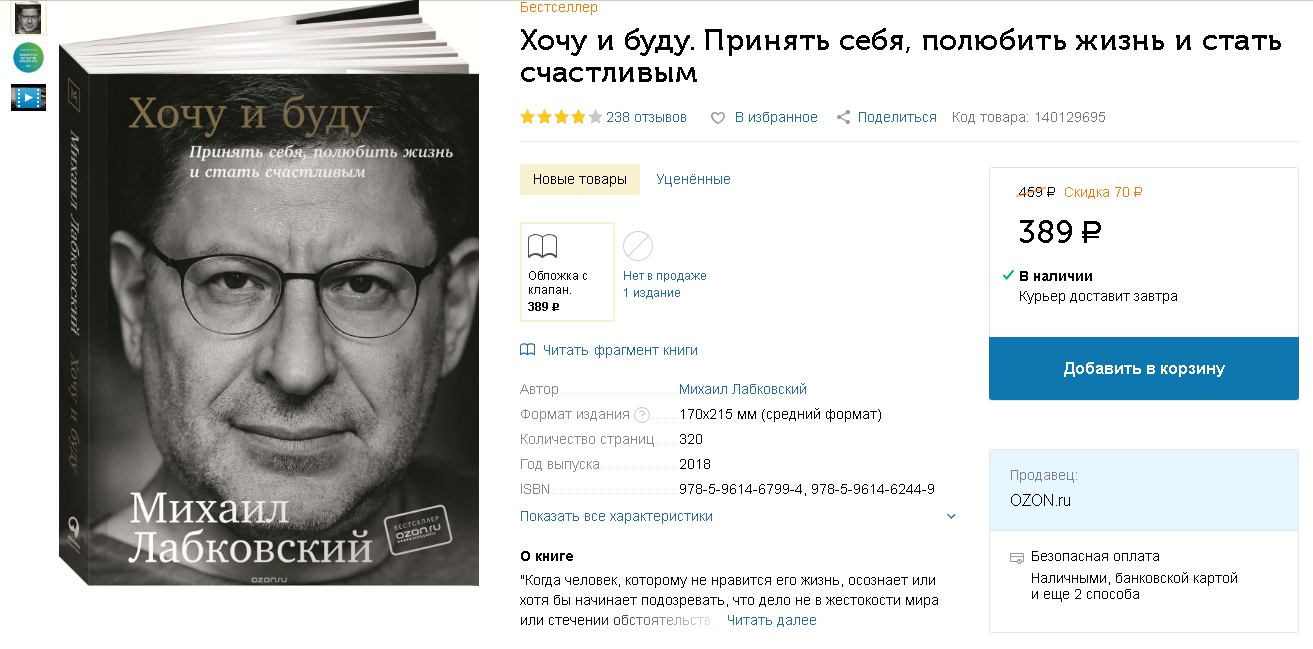 Бестселлер
Хочу и буду. Принять себя, полюбить жизнь и стать
счастливым
238 отзывов
В избранное
Поделиться
Код товара: 140129695
Хочу и буду
Принять себя, полюбить жизнь
и стать счастливым
Михаил Лабковский Хочу и буду
Михаил
Лабковский
БЕСТСЕЛЛЕР
ozon.ru
ozon.ru
Новые товары
Уценённые
Обложка с
клапан.
389 ₽
Нет в продаже
1 издание
Читать фрагмент книги
Автор Михаил Лабковский
Формат издания ? 170x215 мм (средний формат)
Количество страниц 320
Год выпуска 2018
ISBN 978-5-9614-6799-4, 978-5-9614-6244-9
Показать все характеристики
О книге
"Когда человек, которому не нравится его жизнь, осознает или
хотя бы начинает подозревать, что дело не в жестокости мира
или стечении обстоятельств... Читать далее
459 ₽ Скидка 70 ₽
389 ₽
В наличии
Курьер доставит завтра
Добавить в корзину
Продавец:
OZON.ru
Безопасная оплата
Наличными, банковской картой
и еще 2 способа